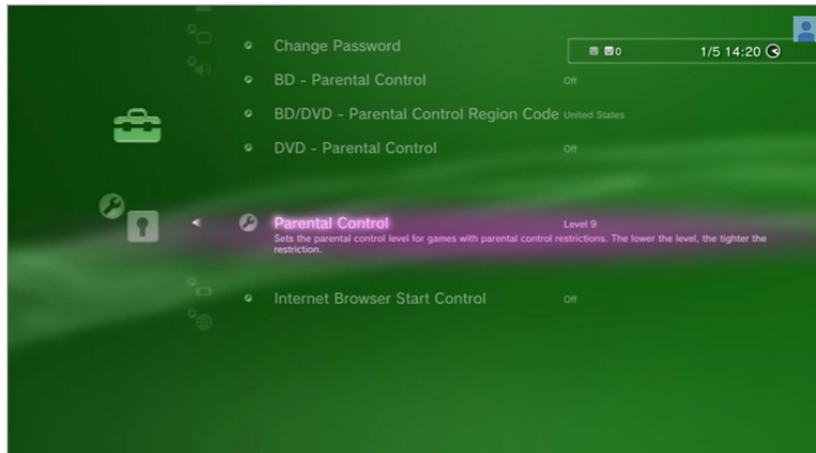 Change Password
0 1/5 14:20
BD - Parental Control Off
BD/DVD - Parental Control Region Code United States
DVD - Parental Control Off
Parental Control Level 9
Sets the parental control level for games with parental control restrictions. The lower the level, the tighter the
restriction.
Internet Browser Start Control Off